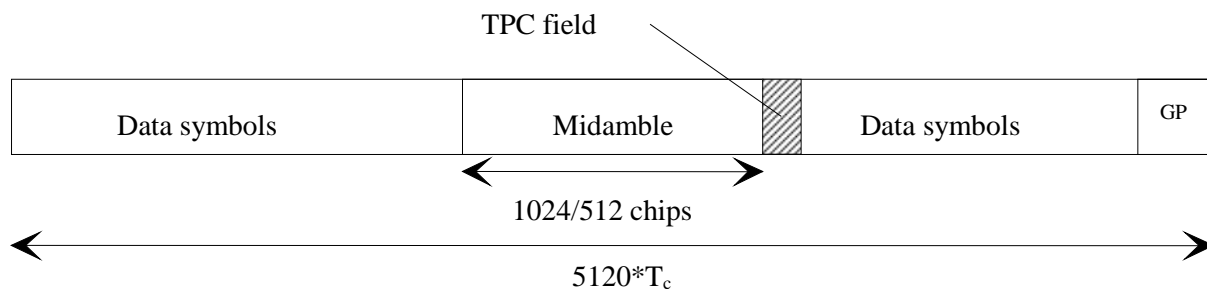 TPC field
Data symbols Midamble Data symbols GP
1024/512 chips
5120*Tc